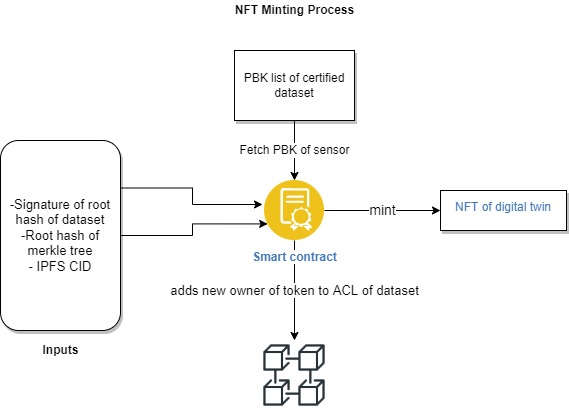 NFT Minting Process
PBK list of certified
dataset
Fetch PBK of sensor
-Signature of root
hash of dataset
-Root hash of
merkle tree
- IPFS CID
mint
NFT of digital twin
Smart contract
adds new owner of token to ACL of dataset
Inputs